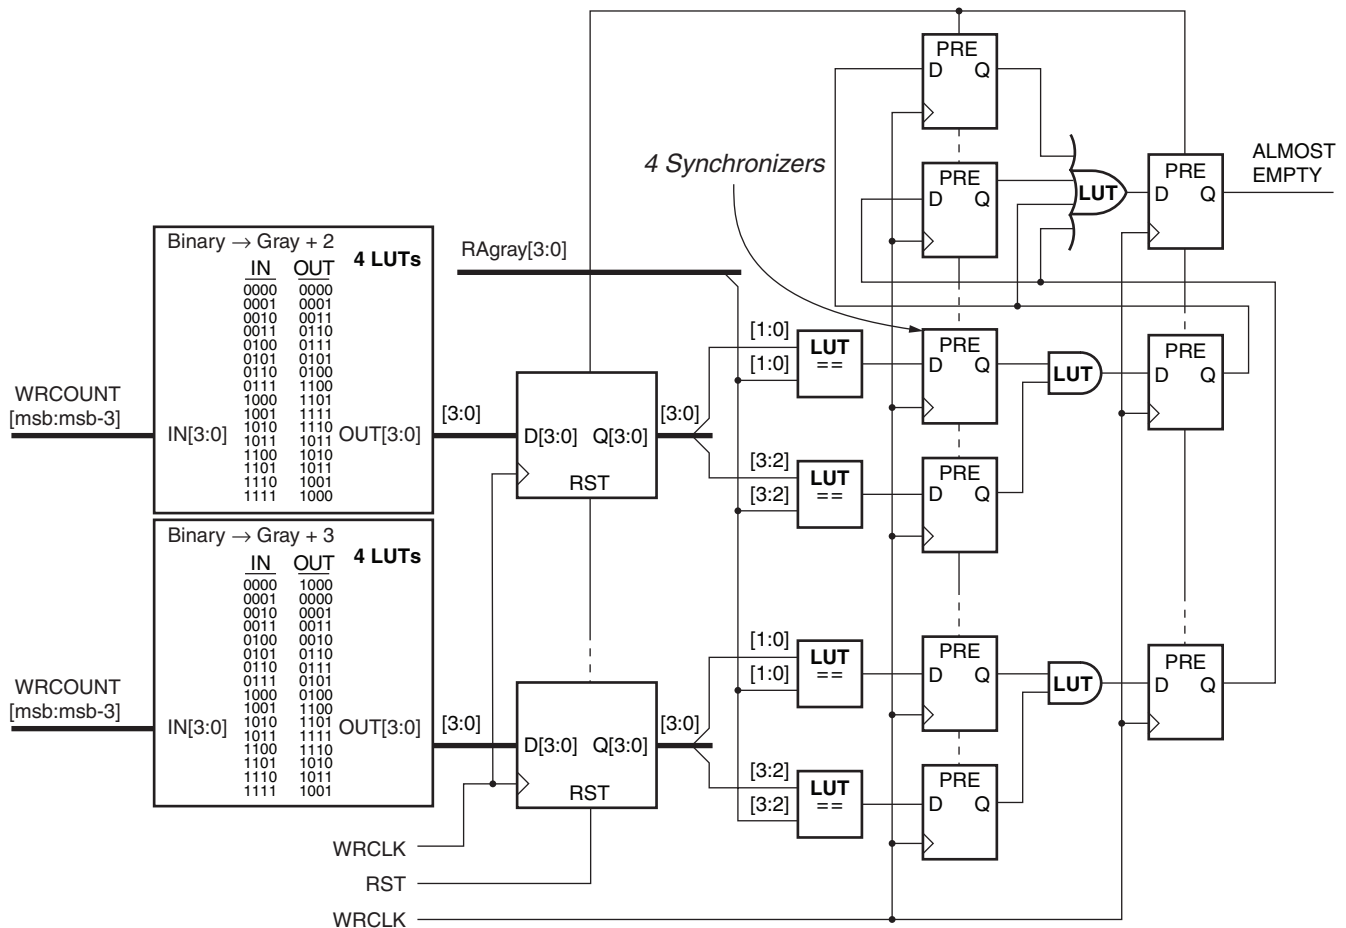 PRE
D Q
PRE
D Q
LUT
PRE
D Q
ALMOST
EMPTY
4 Synchronizers
Binary → Gray + 2
4 LUTs
IN OUT
0000 0000
0001 0001
0010 0011
0011 0110
0100 0111
0101 0101
0110 0100
0111 1100
1000 1101
1001 1111
1010 1110
1011 1011
1100 1010
1101 1011
1110 1001
1111 1000
WRCOUNT
[msb:msb-3]
IN[3:0]
OUT[3:0]
[3:0]
RAgray[3:0]
D[3:0] Q[3:0]
RST
[3:0]
[1:0]
[1:0]
LUT
==
PRE
D Q
LUT
PRE
D Q
[3:2]
[3:2]
LUT
==
PRE
D Q
Binary → Gray + 3
4 LUTs
IN OUT
0000 1000
0001 0000
0010 0001
0011 0011
0100 0010
0101 0110
0110 0111
0111 0101
1000 0100
1001 1100
1010 1101
1011 1111
1100 1110
1101 1010
1110 1011
1111 1001
WRCOUNT
[msb:msb-3]
IN[3:0]
OUT[3:0]
[3:0]
D[3:0] Q[3:0]
RST
[3:0]
[1:0]
[1:0]
LUT
==
PRE
D Q
LUT
PRE
D Q
[3:2]
[3:2]
LUT
==
PRE
D Q
WRCLK
RST
WRCLK